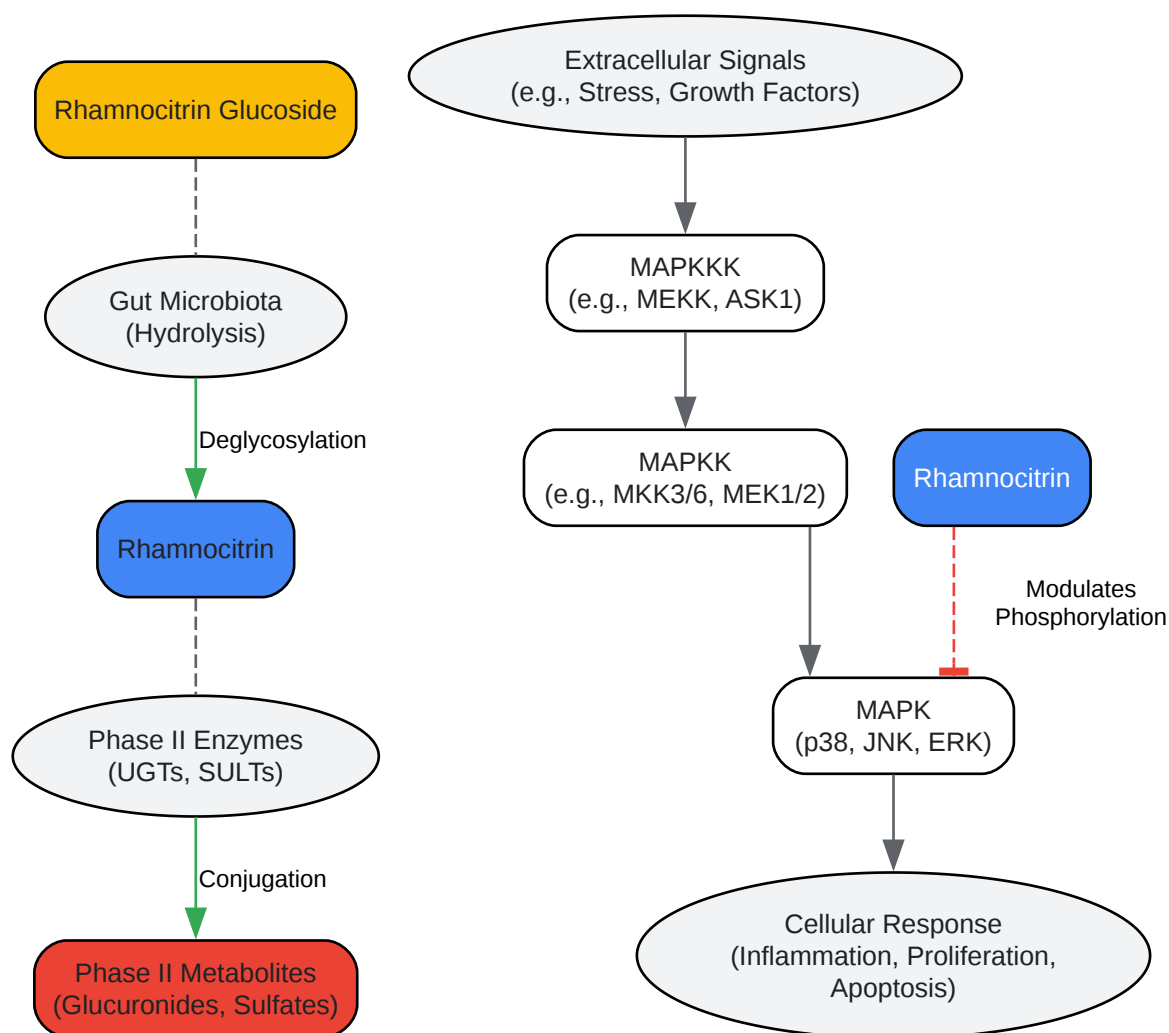 Rhamnocitrin Glucoside
Gut Microbiota
(Hydrolysis)
Deglycosylation
Rhamnocitrin
Phase II Enzymes
(UGTs, SULTs)
Conjugation
Phase II Metabolites
(Glucuronides, Sulfates)
Extracellular Signals
(e.g., Stress, Growth Factors)
MAPKKK
(e.g., MEKK, ASK1)
MAPKK
(e.g., MKK3/6, MEK1/2)
Rhamnocitrin
Modulates
Phosphorylation
MAPK
(p38, JNK, ERK)
Cellular Response
(Inflammation, Proliferation,
Apoptosis)